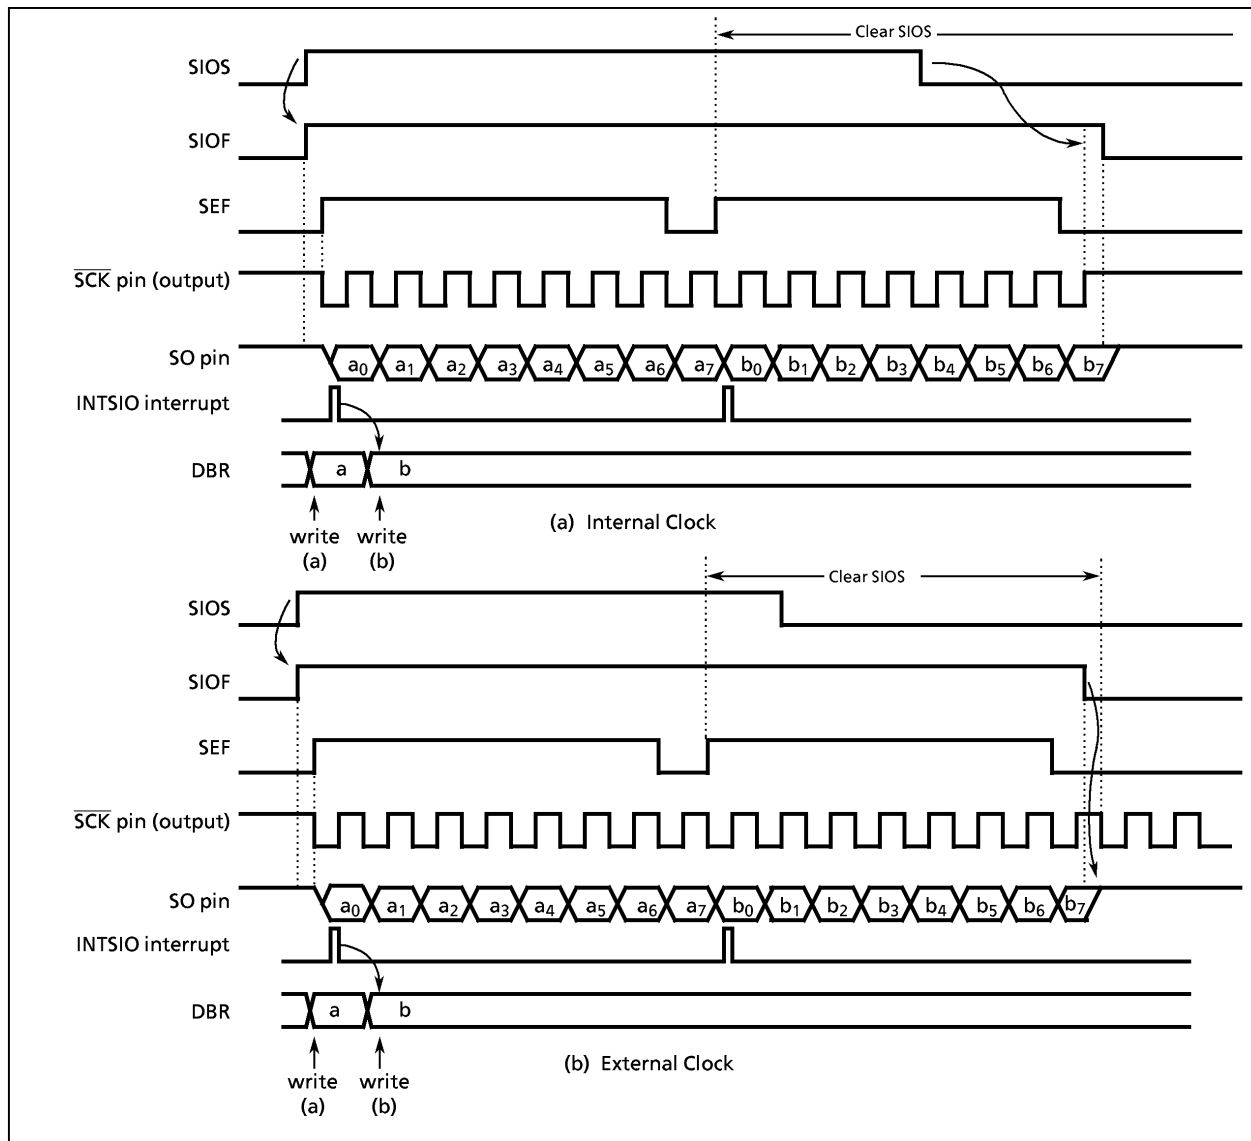 Clear SIOS
SIOS
SIOF
SEF
SCK pin (output)
SO pin
a0 a1 a2 a3 a4 a5 a6 a7 b0 b1 b2 b3 b4 b5 b6 b7
INTSIO interrupt
DBR
a b
write (a)
write (b)
(a) Internal Clock
Clear SIOS
SIOS
SIOF
SEF
SCK pin (output)
SO pin
a0 a1 a2 a3 a4 a5 a6 a7 b0 b1 b2 b3 b4 b5 b6 b7
INTSIO interrupt
DBR
a b
write (a)
write (b)
(b) External Clock